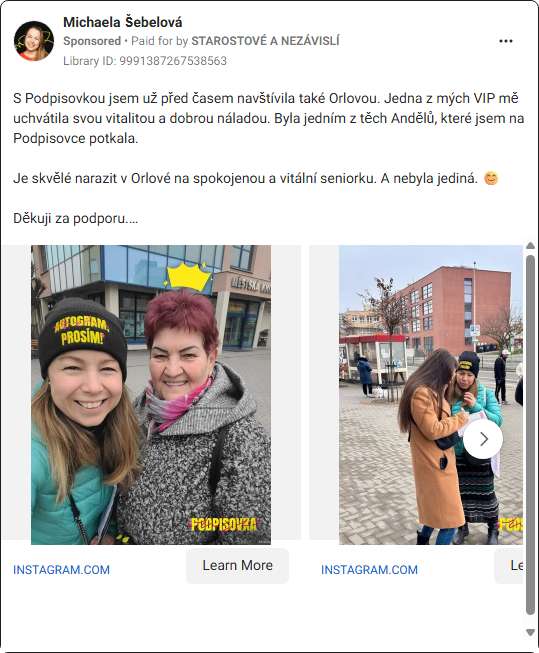 Michaela Šebelová
Sponsored • Paid for by STAROSTOVÉ A NEZÁVISLÍ
Library ID: 9991387267538563
S Podpisovkou jsem už před časem navštívila také Orlovou. Jedna z mých VIP mě
uchvátila svou vitalitou a dobrou náladou. Byla jedním z těch Andělů, které jsem na
Podpisovce potkala.
Je skvělé narazit v Orlové na spokojenou a vitální seniorku. A nebyla jediná. 😊
Děkuji za podporu....
MĚSTSKÁ
AUTOGRAM,
PROSÍM!
PODPISOVKA
INSTAGRAM.COM
Learn More
INSTAGRAM.COM
Le